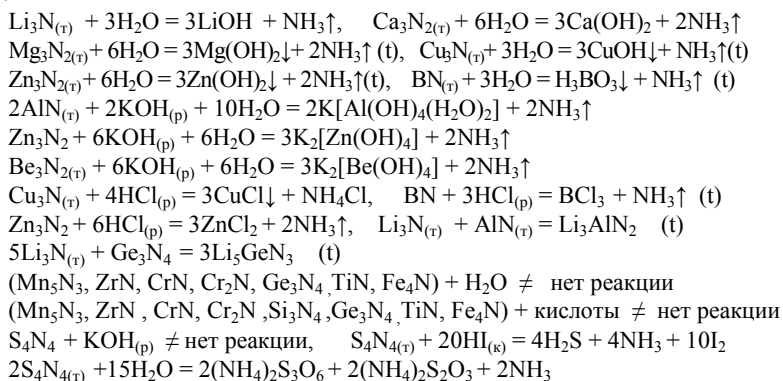 Li₃N₍т₎ + 3H₂O = 3LiOH + NH₃↑, Ca₃N₂₍т₎ + 6H₂O = 3Ca(OH)₂ + 2NH₃↑
Mg₃N₂₍т₎ + 6H₂O = 3Mg(OH)₂↓ + 2NH₃↑ (t), Cu₃N₍т₎ + 3H₂O = 3CuOH↓ + NH₃↑(t)
Zn₃N₂₍т₎ + 6H₂O = 3Zn(OH)₂↓ + 2NH₃↑(t), BN₍т₎ + 3H₂O = H₃BO₃↓ + NH₃↑ (t)
2AlN₍т₎ + 2KOH₍р₎ + 10H₂O = 2K[Al(OH)₄(H₂O)₂] + 2NH₃↑
Zn₃N₂ + 6KOH₍р₎ + 6H₂O = 3K₂[Zn(OH)₄] + 2NH₃↑
Be₃N₂₍т₎ + 6KOH₍р₎ + 6H₂O = 3K₂[Be(OH)₄] + 2NH₃↑
Cu₃N₍т₎ + 4HCl₍р₎ = 3CuCl↓ + NH₄Cl, BN + 3HCl₍р₎ = BCl₃ + NH₃↑ (t)
Zn₃N₂ + 6HCl₍р₎ = 3ZnCl₂ + 2NH₃↑, Li₃N₍т₎ + AlN₍т₎ = Li₃AlN₂ (t)
5Li₃N₍т₎ + Ge₃N₄ = 3Li₅GeN₃ (t)
(Mn₅N₃, ZrN, CrN, Cr₂N, Ge₃N₄, TiN, Fe₄N) + H₂O ≠ нет реакции
(Mn₅N₃, ZrN , CrN, Cr₂N ,Si₃N₄ ,Ge₃N₄, TiN, Fe₄N) + кислоты ≠ нет реакции
S₄N₄ + KOH₍р₎ ≠ нет реакции, S₄N₄₍т₎ + 20HI₍к₎ = 4H₂S + 4NH₃ + 10I₂
2S₄N₄₍т₎ +15H₂O = 2(NH₄)₂S₃O₆ + 2(NH₄)₂S₂O₃ + 2NH₃